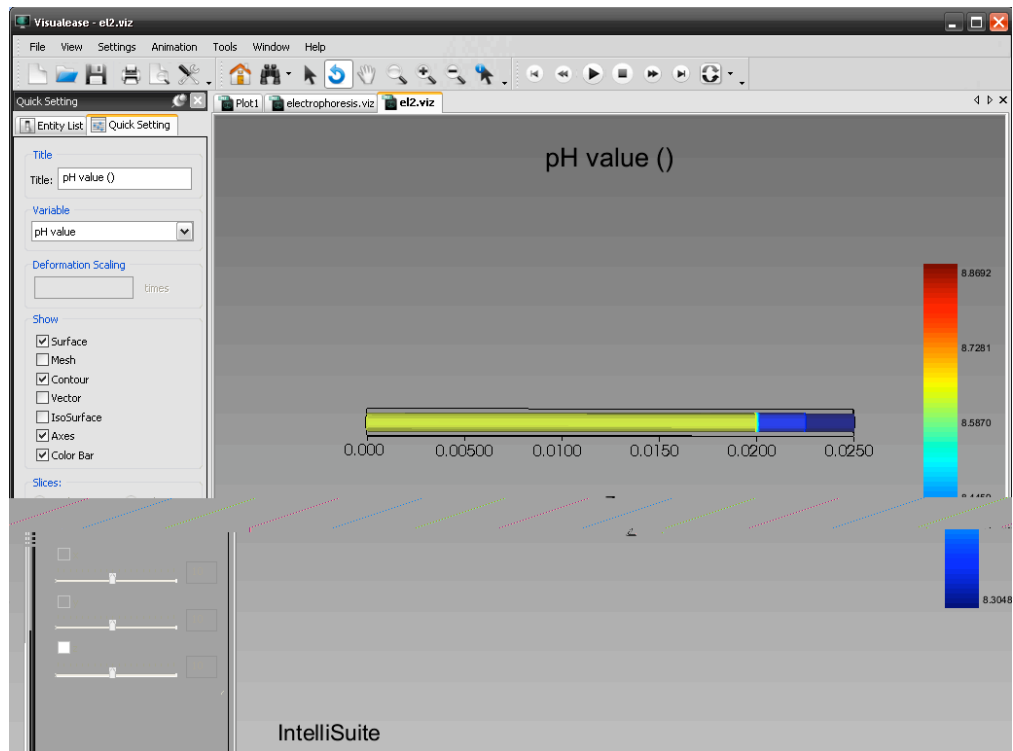 Visualease - el2.viz
File View Settings Animation Tools Window Help
Quick Setting
Plot1 electrophoresis.viz el2.viz
Entity List Quick Setting
Title
Title: pH value ()
Variable
pH value
Deformation Scaling
times
Show
Surface
Mesh
Contour
Vector
IsoSurface
Axes
Color Bar
Slices:
pH value ()
8.8692
8.7281
8.5870
8.3048
0.000 0.00500 0.0100 0.0150 0.0200 0.0250
IntelliSuite